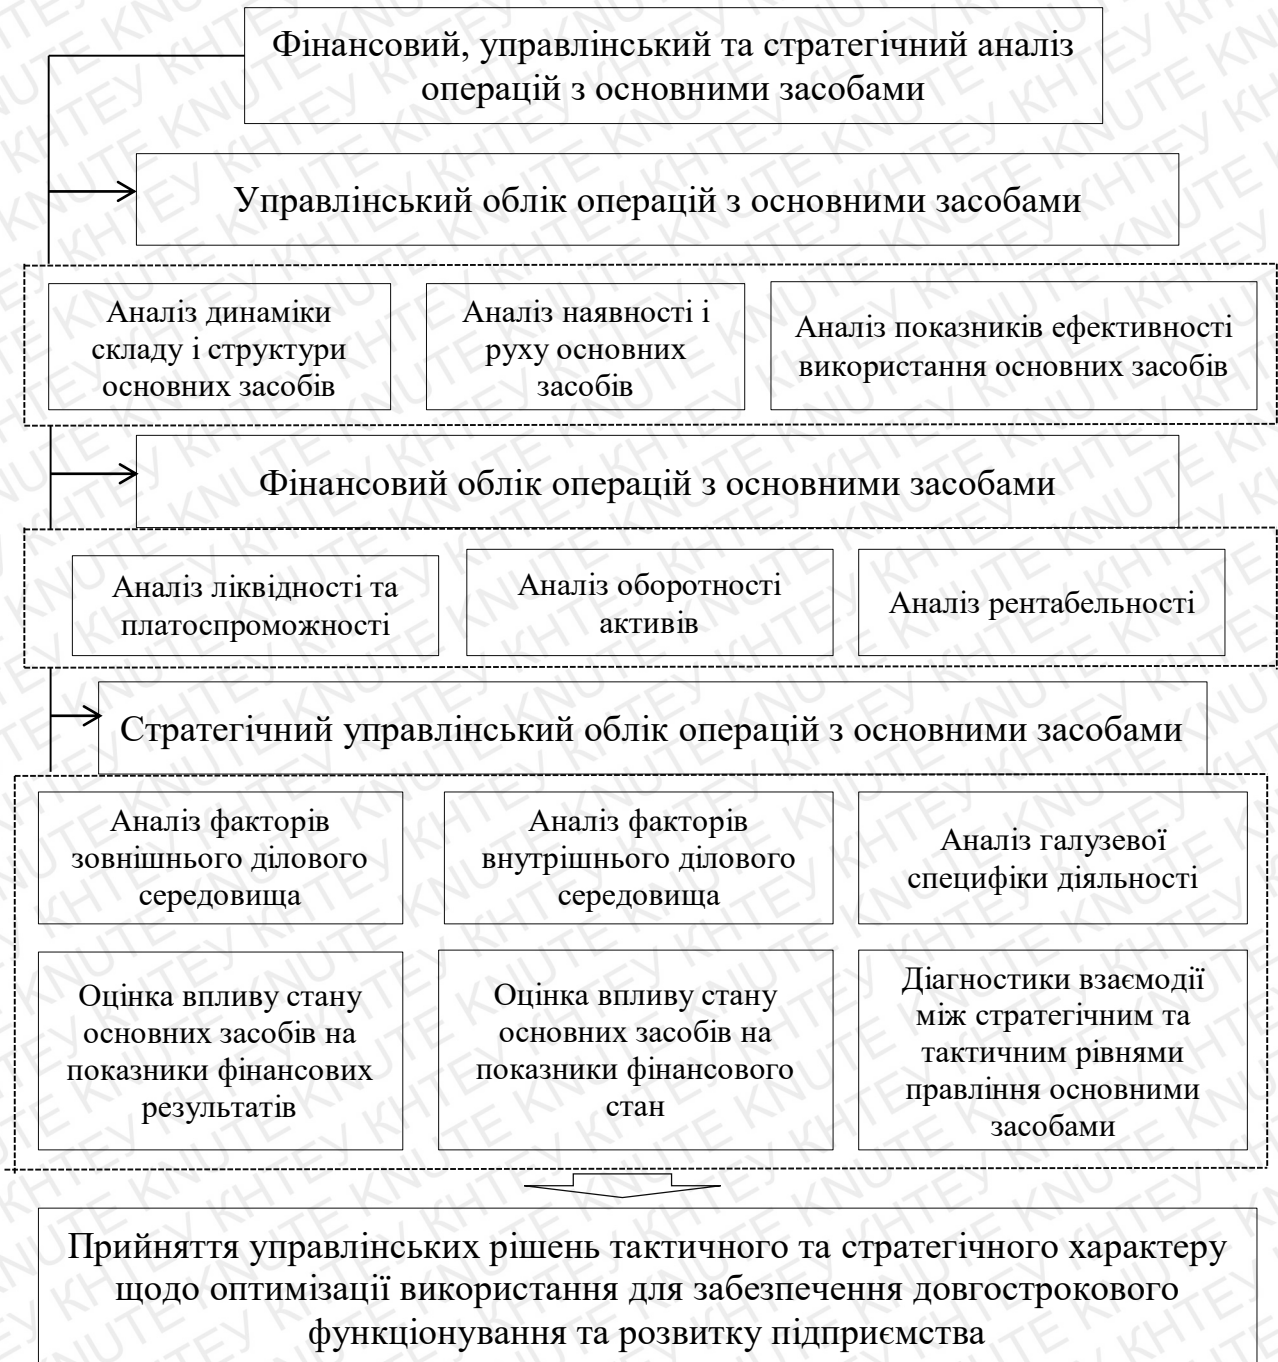 Фінансовий, управлінський та стратегічний аналіз
операцій з основними засобами
Управлінський облік операцій з основними засобами
Аналіз динаміки
складу і структури
основних засобів
Аналіз наявності і
руху основних
засобів
Аналіз показників ефективності
використання основних засобів
Фінансовий облік операцій з основними засобами
Аналіз ліквідності та
платоспроможності
Аналіз оборотності
активів
Аналіз рентабельності
Стратегічний управлінський облік операцій з основними засобами
Аналіз факторів
зовнішнього ділового
середовища
Аналіз факторів
внутрішнього ділового
середовища
Аналіз галузевої
специфіки діяльності
Оцінка впливу стану
основних засобів на
показники фінансових
результатів
Оцінка впливу стану
основних засобів на
показники фінансового
стан
Діагностики взаємодії
між стратегічним та
тактичним рівнями
правління основними
засобами
Прийняття управлінських рішень тактичного та стратегічного характеру
щодо оптимізації використання для забезпечення довгострокового
функціонування та розвитку підприємства